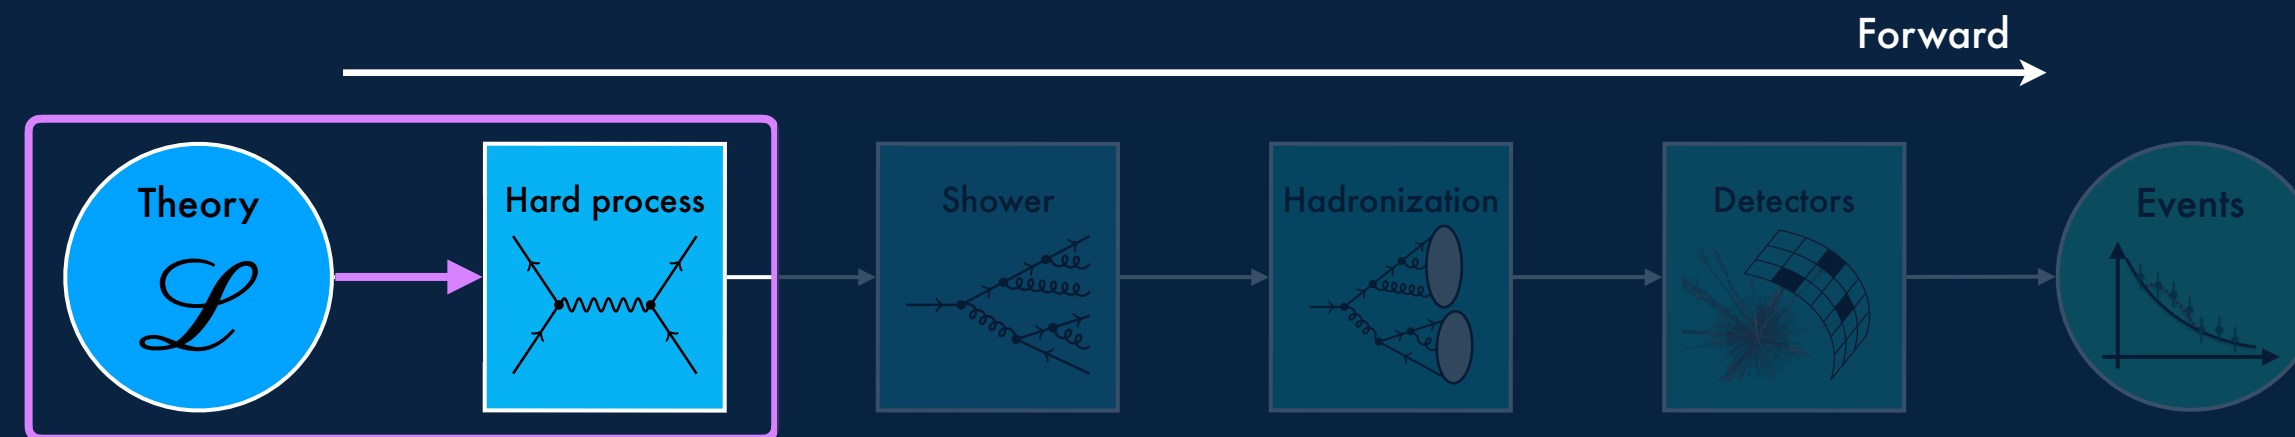 Forward
Theory
ℒ
Hard process
Shower
Hadronization
Detectors
Events